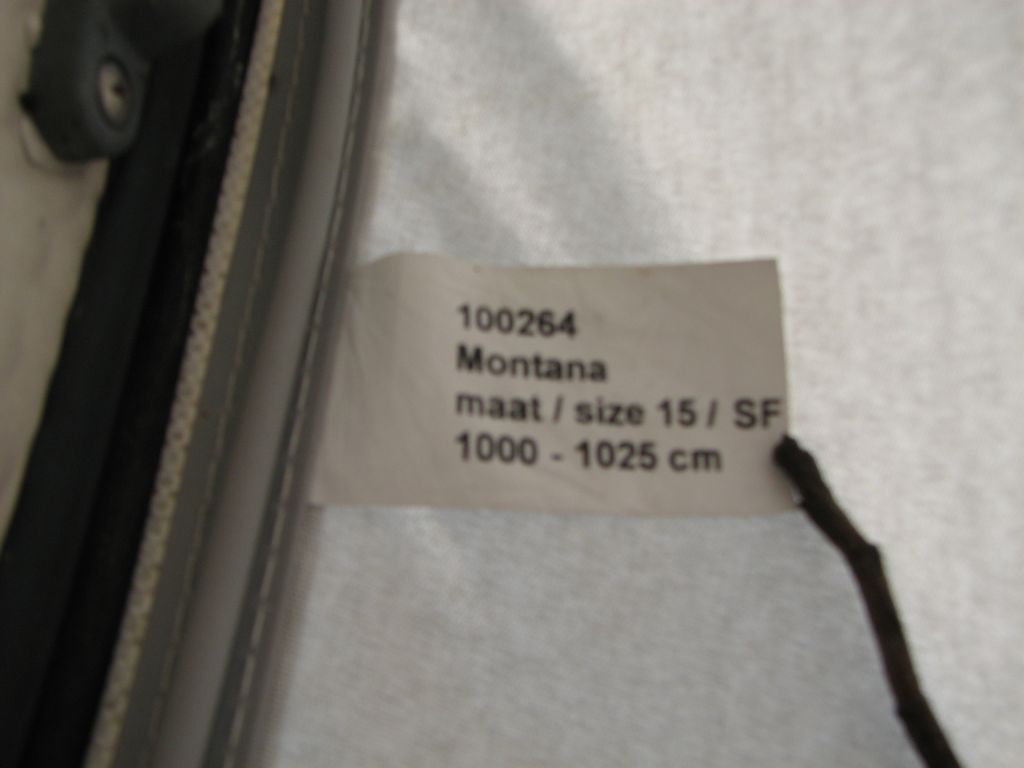 100264
Montana
maat / size 15 / SF
1000 - 1025 cm